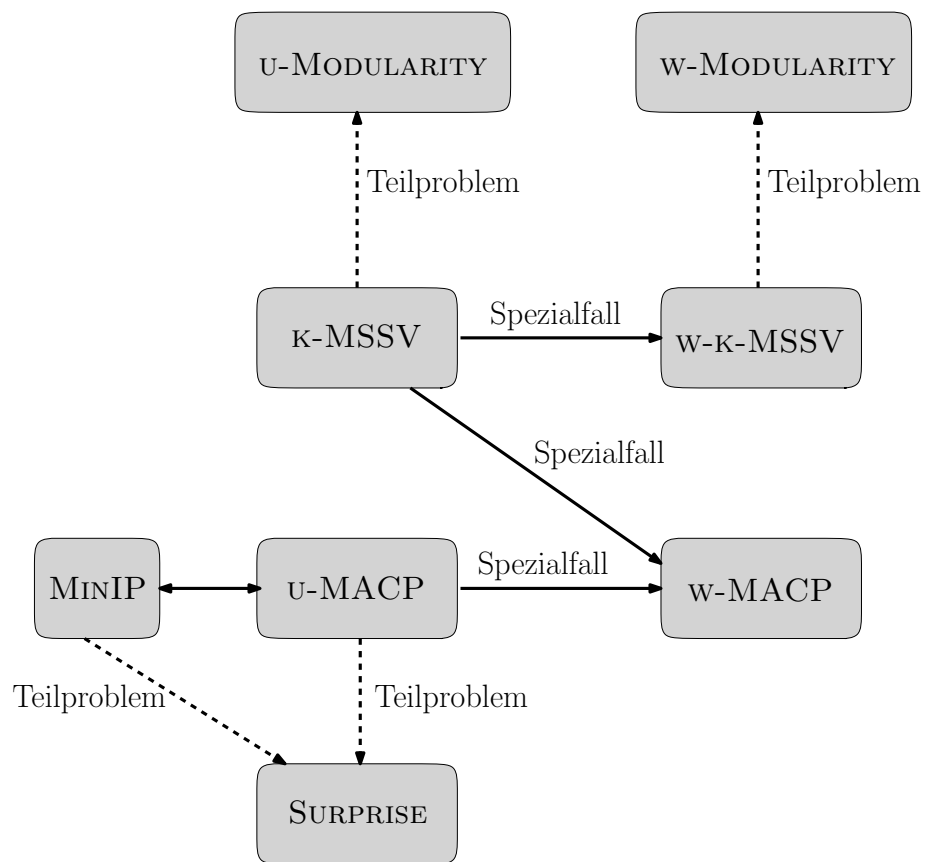 U-MODULARITY
W-MODULARITY
Teilproblem
Teilproblem
K-MSSV
Spezialfall
W-K-MSSV
Spezialfall
MINIP
U-MACP
Spezialfall
W-MACP
Teilproblem
Teilproblem
SURPRISE